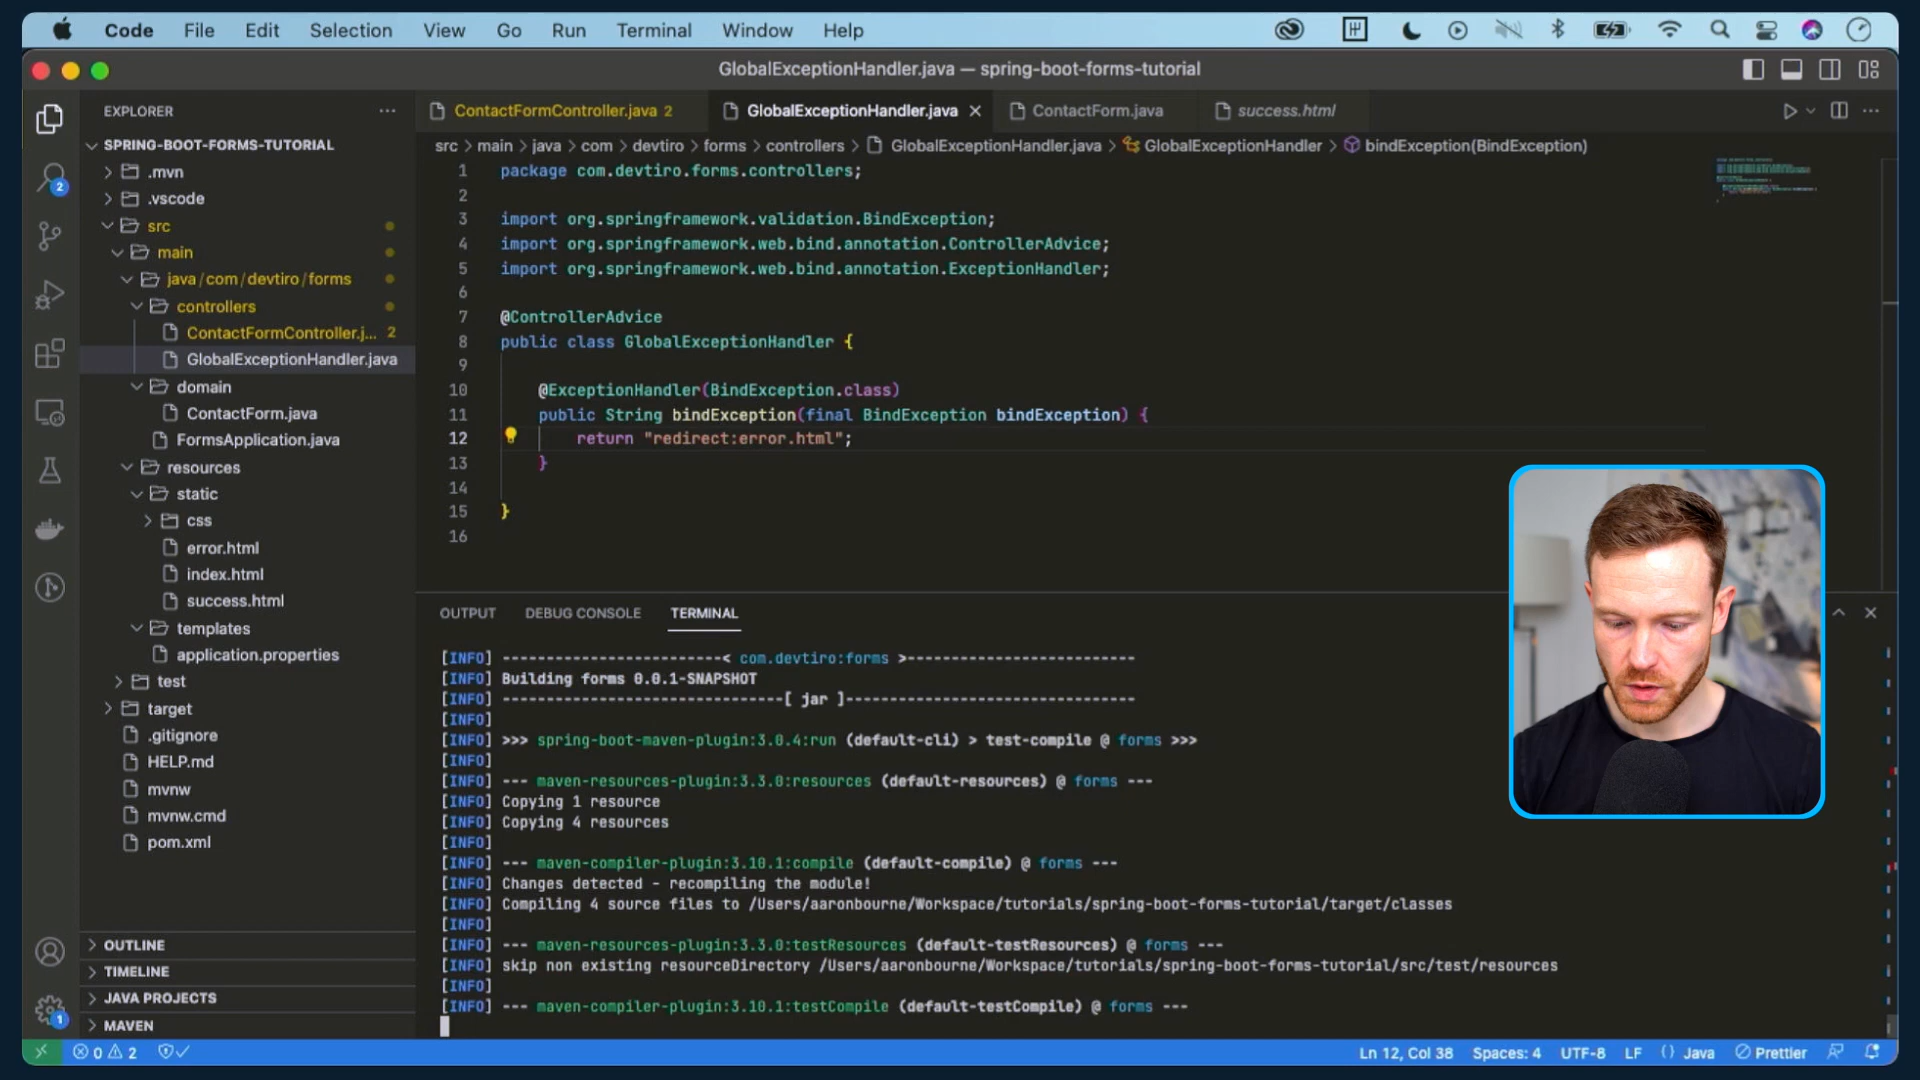 Code File Edit Selection View Go Run Terminal Window Help
GlobalExceptionHandler.java — spring-boot-forms-tutorial
EXPLORER
SPRING-BOOT-FORMS-TUTORIAL
.mvn
.vscode
src
main
java/com/devtiro/forms
controllers
ContactFormController.j... 2
GlobalExceptionHandler.java
domain
ContactForm.java
FormsApplication.java
resources
static
css
error.html
index.html
success.html
templates
application.properties
test
target
.gitignore
HELP.md
mvnw
mvnw.cmd
pom.xml
OUTLINE
TIMELINE
JAVA PROJECTS
MAVEN
2
1
ContactFormController.java 2 GlobalExceptionHandler.java ContactForm.java success.html
src > main > java > com > devtiro > forms > controllers > GlobalExceptionHandler.java > GlobalExceptionHandler > bindException(BindException)
1 package com.devtiro.forms.controllers;
2
3 import org.springframework.validation.BindException;
4 import org.springframework.web.bind.annotation.ControllerAdvice;
5 import org.springframework.web.bind.annotation.ExceptionHandler;
6
7 @ControllerAdvice
8 public class GlobalExceptionHandler {
9
10 @ExceptionHandler(BindException.class)
11 public String bindException(final BindException bindException) {
12 return "redirect:error.html";
13 }
14
15 }
16
OUTPUT DEBUG CONSOLE TERMINAL
[INFO] -------------------------< com.devtiro:forms >--------------------------
[INFO] Building forms 0.0.1-SNAPSHOT
[INFO] --------------------------------[ jar ]---------------------------------
[INFO]
[INFO] >>> spring-boot-maven-plugin:3.0.4:run (default-cli) > test-compile @ forms >>>
[INFO]
[INFO] --- maven-resources-plugin:3.3.0:resources (default-resources) @ forms ---
[INFO] Copying 1 resource
[INFO] Copying 4 resources
[INFO]
[INFO] --- maven-compiler-plugin:3.10.1:compile (default-compile) @ forms ---
[INFO] Changes detected - recompiling the module!
[INFO] Compiling 4 source files to /Users/aaronbourne/Workspace/tutorials/spring-boot-forms-tutorial/target/classes
[INFO]
[INFO] --- maven-resources-plugin:3.3.0:testResources (default-testResources) @ forms ---
[INFO] skip non existing resourceDirectory /Users/aaronbourne/Workspace/tutorials/spring-boot-forms-tutorial/src/test/resources
[INFO]
[INFO] --- maven-compiler-plugin:3.10.1:testCompile (default-testCompile) @ forms ---
0 2 Ln 12, Col 38 Spaces: 4 UTF-8 LF {} Java Prettier